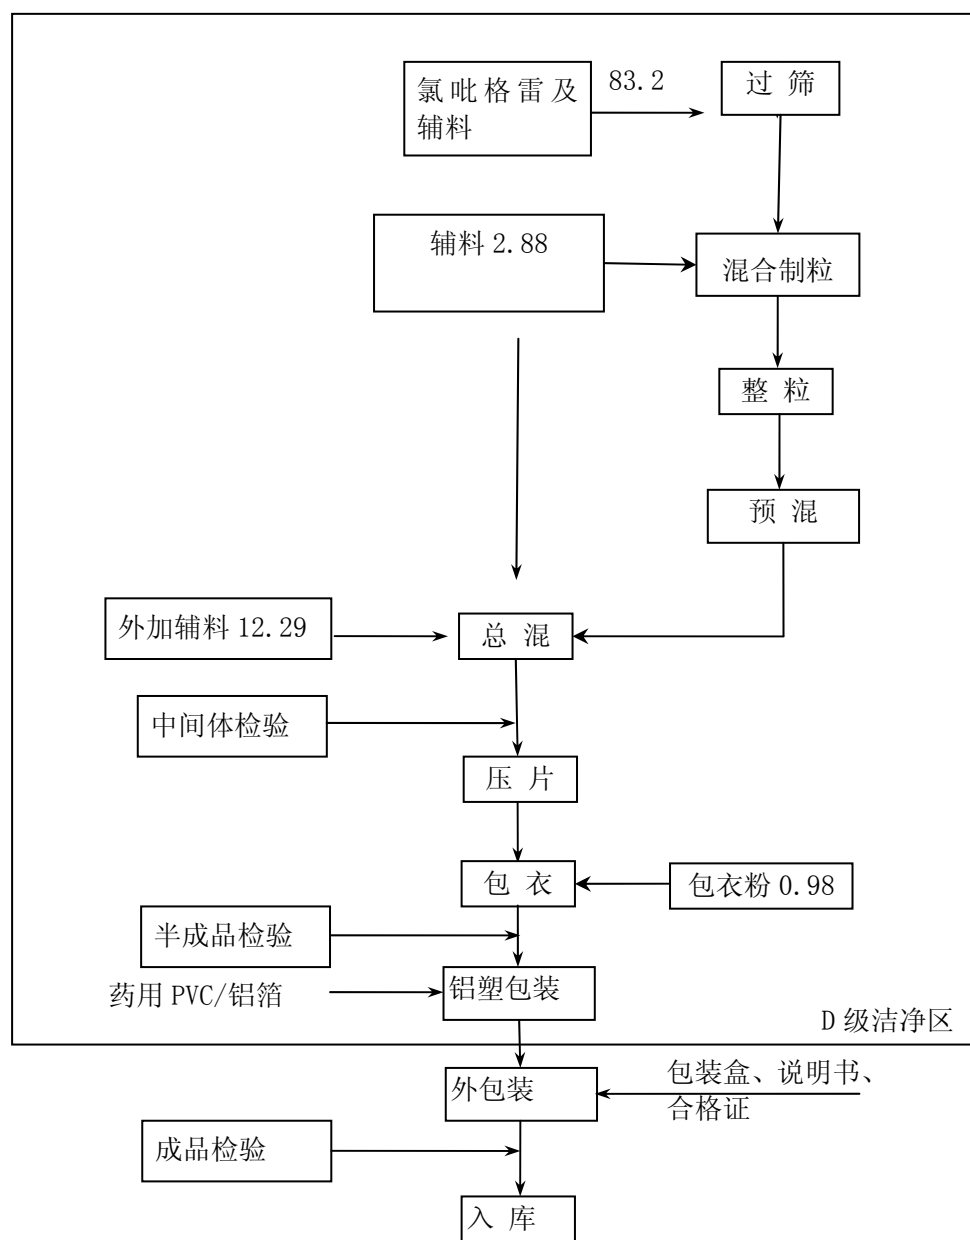 氯吡格雷及
辅料
83.2
过 筛
辅料 2.88
混合制粒
整 粒
预 混
外加辅料 12.29
总 混
中间体检验
压 片
包 衣
包衣粉 0.98
半成品检验
药用 PVC/铝箔
铝塑包装
D 级洁净区
外包装
包装盒、说明书、
合格证
成品检验
入 库